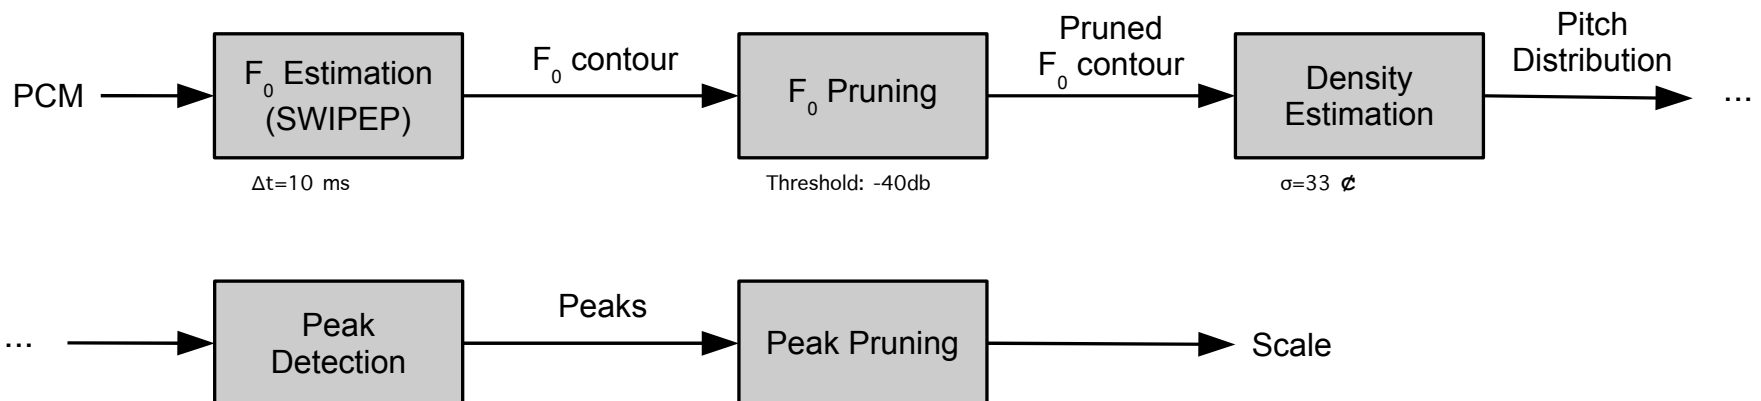 PCM
F₀ Estimation
(SWIPEP)
Δt=10 ms
F₀ contour
F₀ Pruning
Threshold: -40db
Pruned
F₀ contour
Density
Estimation
σ=33 ¢
Pitch
Distribution
...
...
Peak
Detection
Peaks
Peak Pruning
Scale